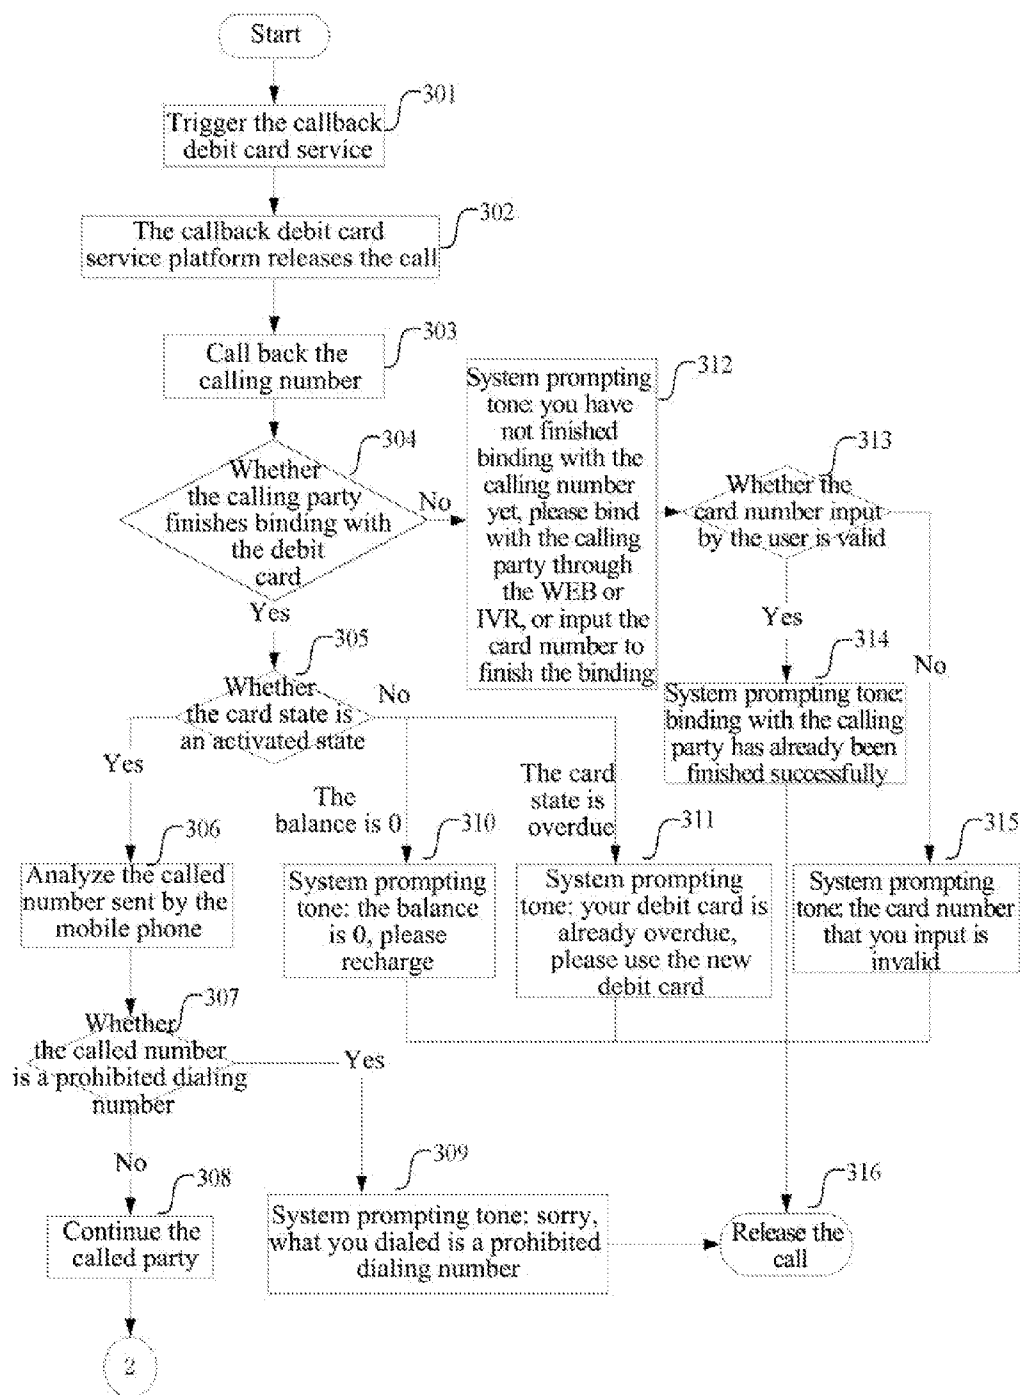 Start
301
Trigger the callback
debit card service
302
The callback debit card
service platform releases the call
303
Call back the
calling number
304
Whether
the calling party
finishes binding with
the debit
card
No
Yes
312
System prompting
tone: you have
not finished
binding with the
calling number
yet, please bind
with the calling
party through
the WEB or
IVR, or input the
card number to
finish the binding
313
Whether the
card number input
by the user is valid
Yes
No
314
System prompting tone:
binding with the calling
party has already been
finished successfully
305
Whether
the card state is
an activated state
No
Yes
The
balance is 0
The card
state is
overdue
306
Analyze the called
number sent by the
mobile phone
310
System prompting
tone: the balance
is 0, please
recharge
311
System prompting
tone: your debit card is
already overdue,
please use the new
debit card
315
System prompting
tone: the card number
that you input is
invalid
307
Whether
the called number
is a prohibited dialing
number
Yes
No
308
Continue the
called party
309
System prompting tone: sorry,
what you dialed is a prohibited
dialing number
316
Release the
call
2